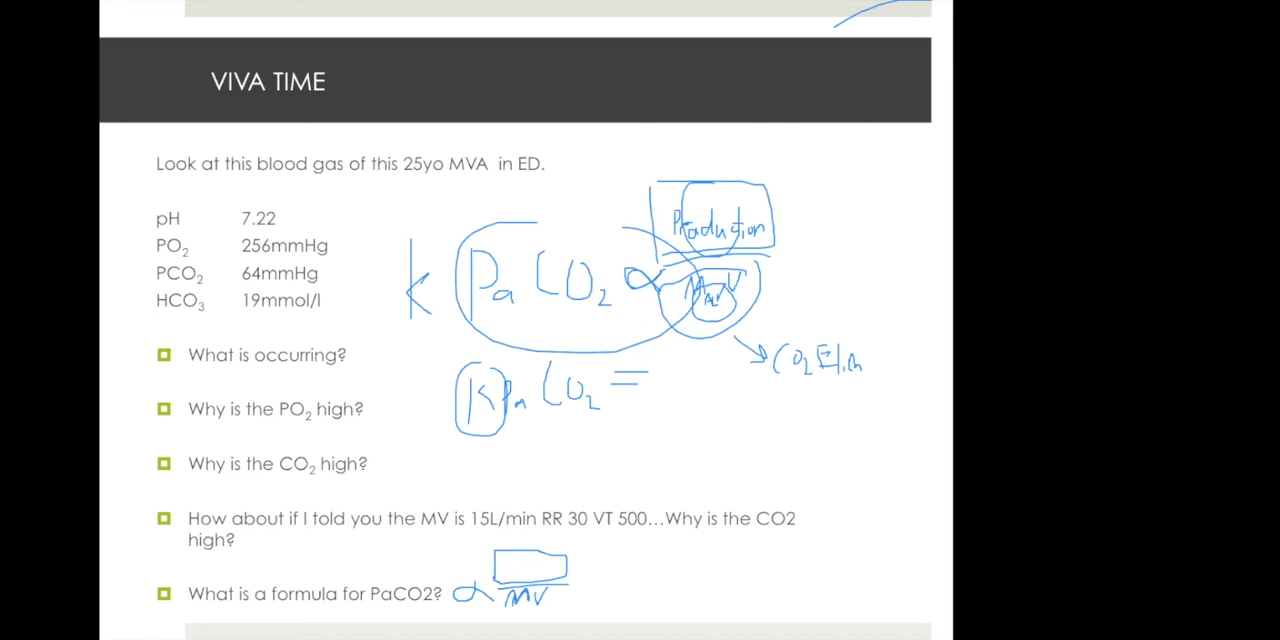 VIVA TIME
Look at this blood gas of this 25yo MVA in ED.
pH 7.22
PO2 256mmHg
PCO2 64mmHg
HCO3 19mmol/l
Production
k PaCO2 ∝ MALVV
CO2 Elim
KPaCO2 =
What is occurring?
Why is the PO2 high?
Why is the CO2 high?
How about if I told you the MV is 15L/min RR 30 VT 500...Why is the CO2
high?
What is a formula for PaCO2? ∝
MV